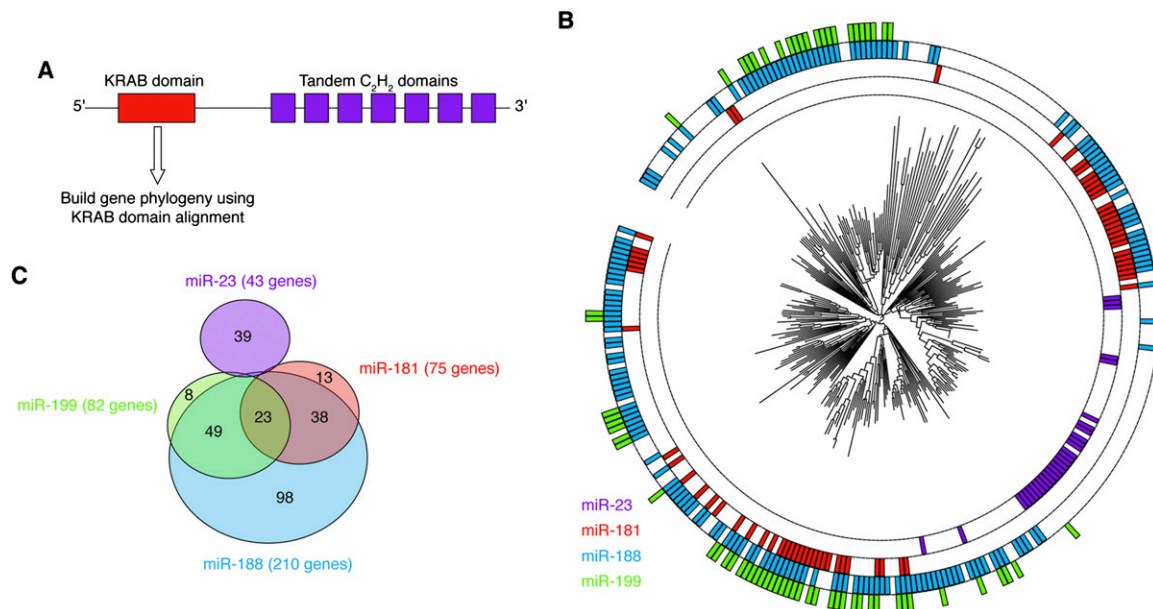 A
KRAB domain
Tandem C2H2 domains
5'
3'
Build gene phylogeny using
KRAB domain alignment
B
miR-23
miR-181
miR-188
miR-199
C
miR-23 (43 genes)
39
miR-181 (75 genes)
13
8
miR-199 (82 genes)
23
38
49
98
miR-188 (210 genes)